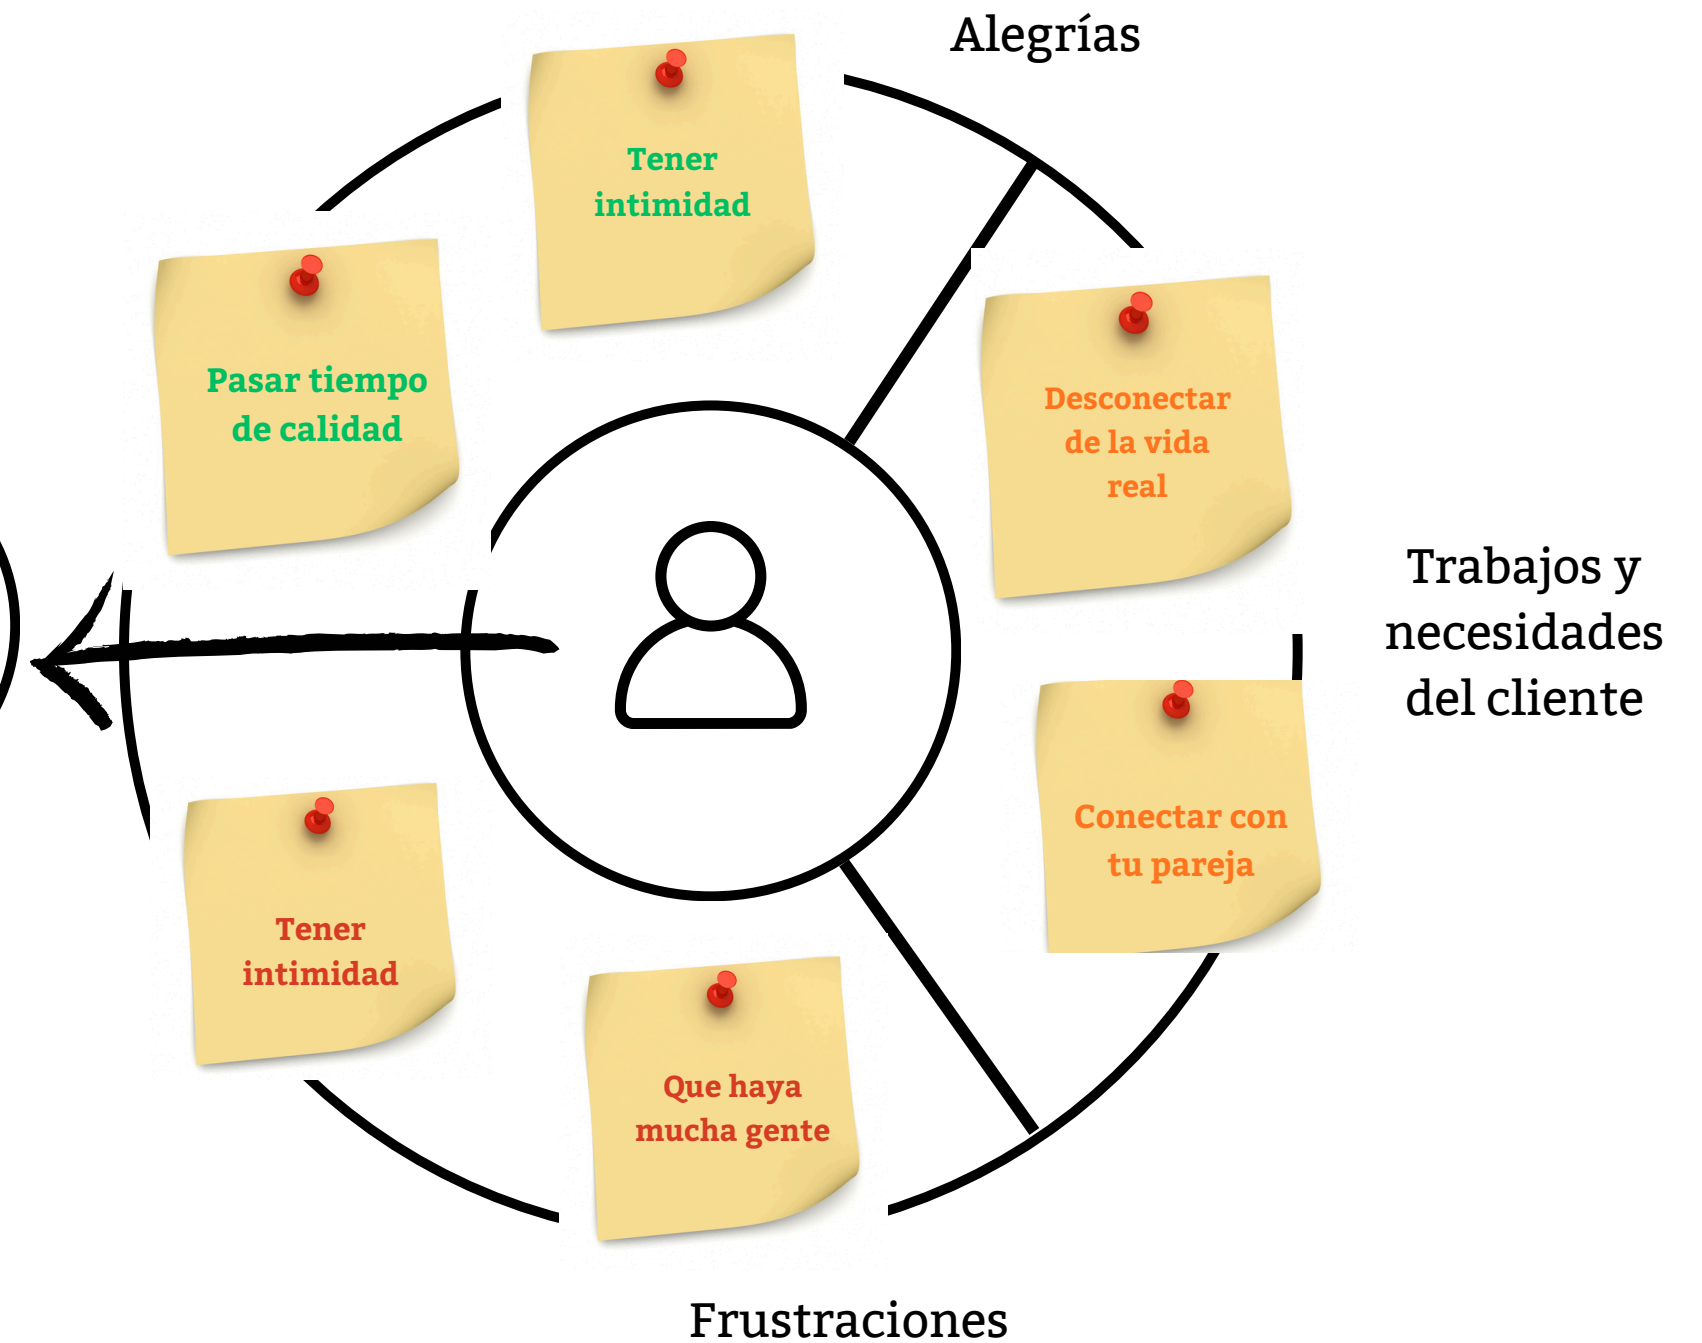 Alegrías
Tener
intimidad
Pasar tiempo
de calidad
Desconectar
de la vida
real
Trabajos y
necesidades
del cliente
Conectar con
tu pareja
Tener
intimidad
Que haya
mucha gente
Frustraciones